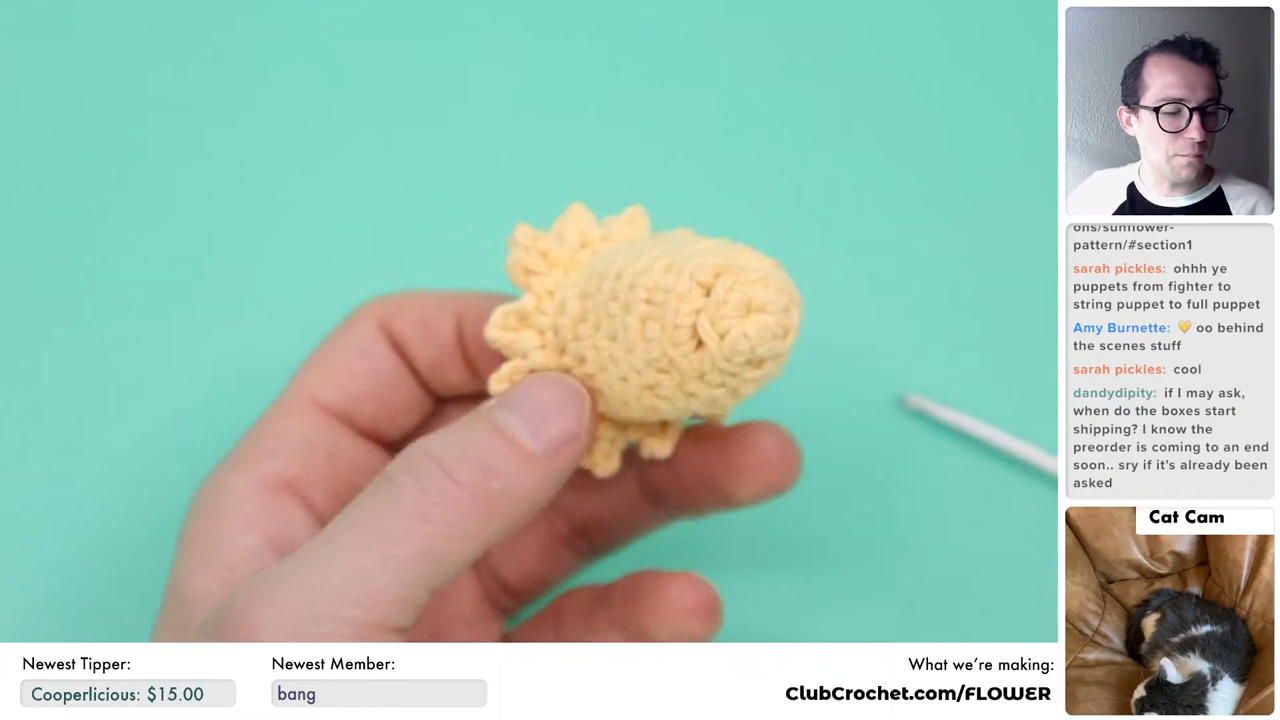 ons/sunflower-
pattern/#section1
sarah pickles: ohhh ye
puppets from fighter to
string puppet to full puppet
Amy Burnette: 💛 oo behind
the scenes stuff
sarah pickles: cool
dandydipity: if I may ask,
when do the boxes start
shipping? I know the
preorder is coming to an end
soon.. sry if it's already been
asked
Cat Cam
Newest Tipper:
Cooperlicious: $15.00
Newest Member:
bang
What we're making:
ClubCrochet.com/FLOWER